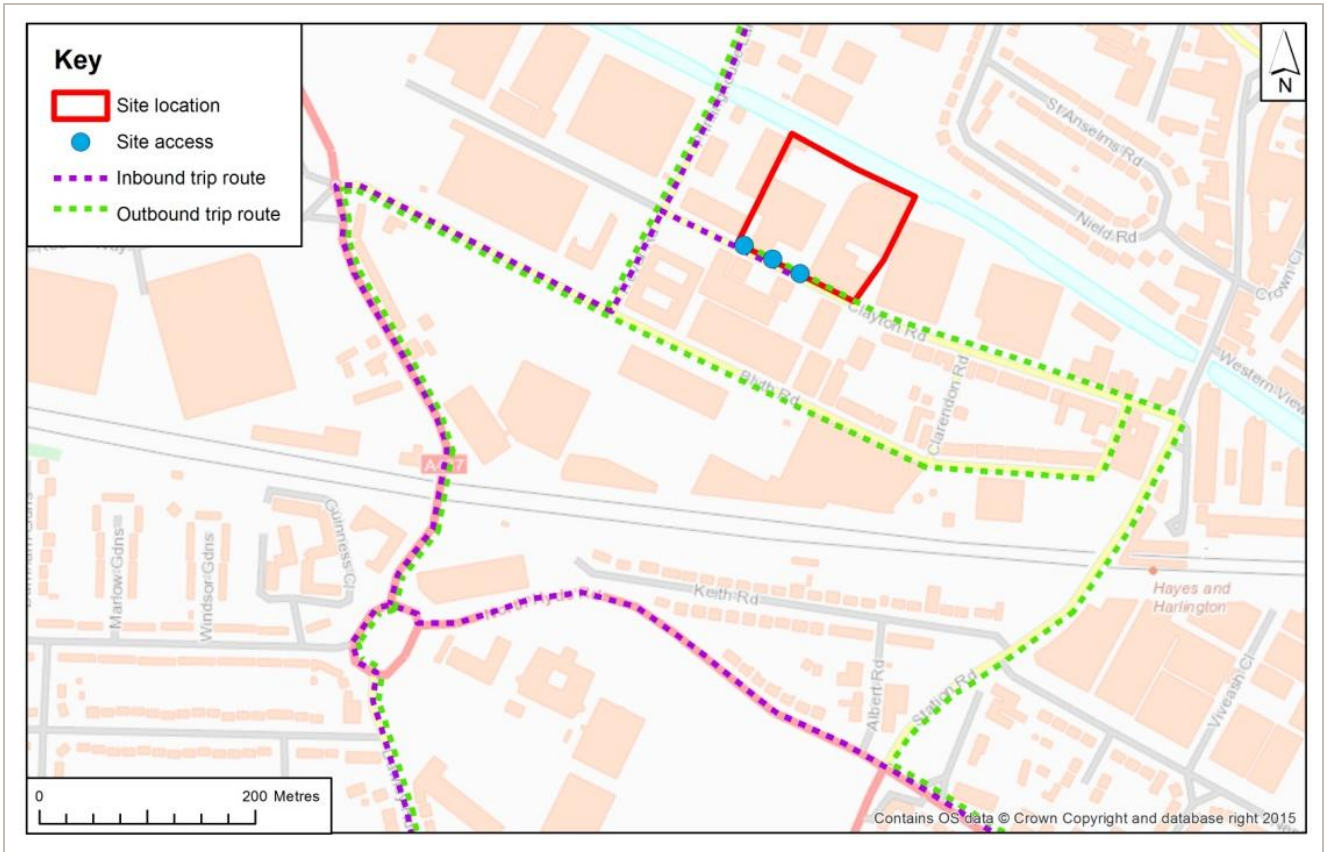 Key
Site location
Site access
Inbound trip route
Outbound trip route
N
St Anselms Rd
Nield Rd
Crown Cl
Western View
Clayton Rd
Clarendon Rd
Blyth Rd
Guinness Cl
Marlow Gdns
Windsor Gdns
Keith Rd
Hayes and
Harlington
Albert Rd
Station Rd
Viveash Cl
0
200 Metres
Contains OS data © Crown Copyright and database right 2015